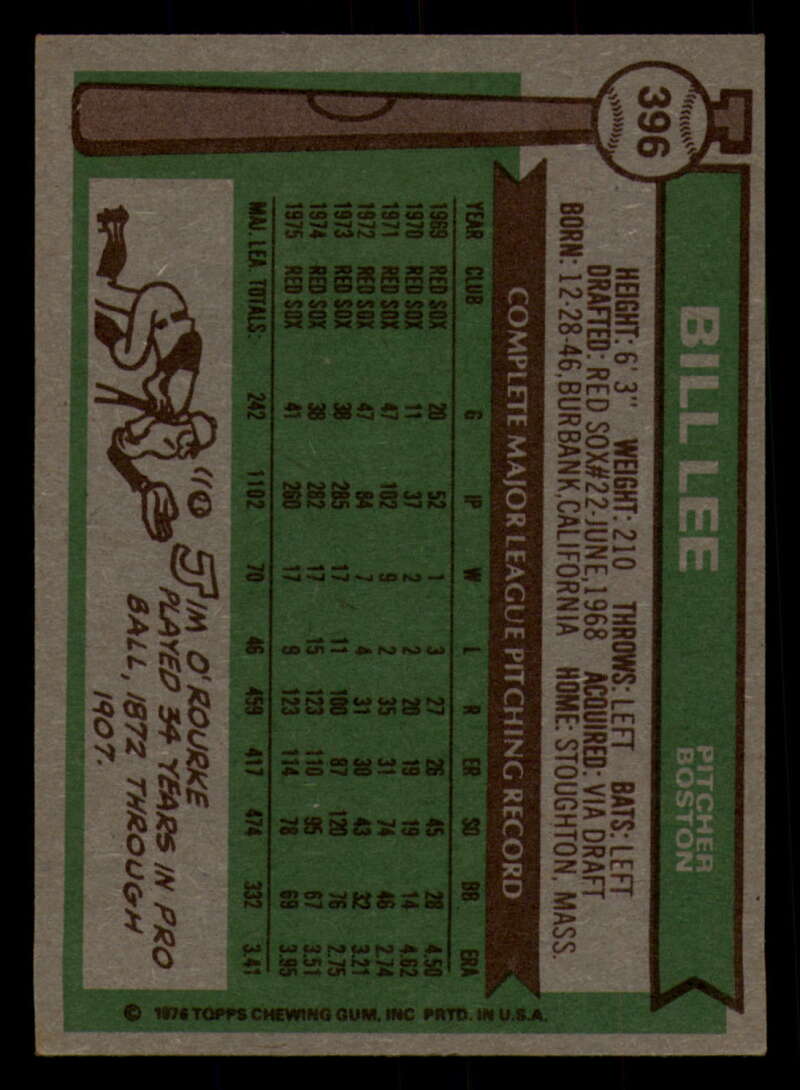 396
BILL LEE
PITCHER
BOSTON
HEIGHT: 6' 3" WEIGHT: 210 THROWS: LEFT BATS: LEFT
DRAFTED: RED SOX#22-JUNE, 1968 ACQUIRED: VIA DRAFT
BORN: 12-28-46, BURBANK, CALIFORNIA HOME: STOUGHTON, MASS.
COMPLETE MAJOR LEAGUE PITCHING RECORD
YEAR CLUB G IP W L R ER SO BB ERA
1969 RED SOX 20 52 1 3 27 26 45 28 4.50
1970 RED SOX 11 37 2 2 20 19 19 14 4.62
1971 RED SOX 47 102 9 2 35 31 74 46 2.74
1972 RED SOX 47 84 7 4 31 30 43 32 3.21
1973 RED SOX 38 285 17 11 100 87 120 76 2.75
1974 RED SOX 38 282 17 15 123 110 95 67 3.51
1975 RED SOX 41 260 17 9 123 114 78 69 3.95
MAJ. LEA. TOTALS: 242 1102 70 46 459 417 474 332 3.41
JIM O'ROURKE
PLAYED 34 YEARS IN PRO
BALL, 1872 THROUGH
1907.
© 1976 TOPPS CHEWING GUM, INC PRTD. IN U.S.A.